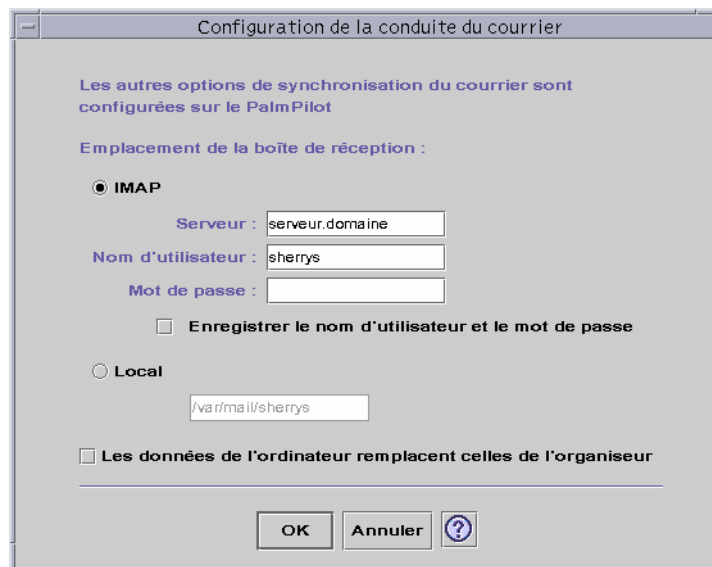 Configuration de la conduite du courrier
Les autres options de synchronisation du courrier sont
configurées sur le PalmPilot
Emplacement de la boîte de réception :
IMAP
Serveur : serveur.domaine
Nom d'utilisateur : sherrys
Mot de passe :
Enregistrer le nom d'utilisateur et le mot de passe
Local
/var/mail/sherrys
Les données de l'ordinateur remplacent celles de l'organiseur
OK Annuler ?